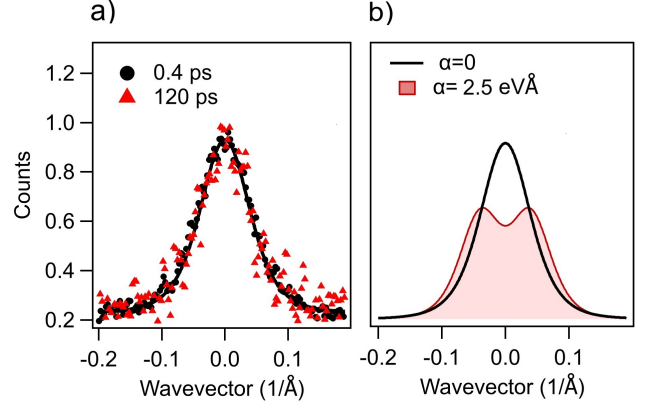 a)
b)
0.4 ps
120 ps
1.2
1.0
0.8
0.6
0.4
0.2
Counts
-0.2
-0.1
0.0
0.1
Wavevector (1/Å)
α=0
α= 2.5 eVÅ
-0.2
-0.1
0.0
0.1
Wavevector (1/Å)